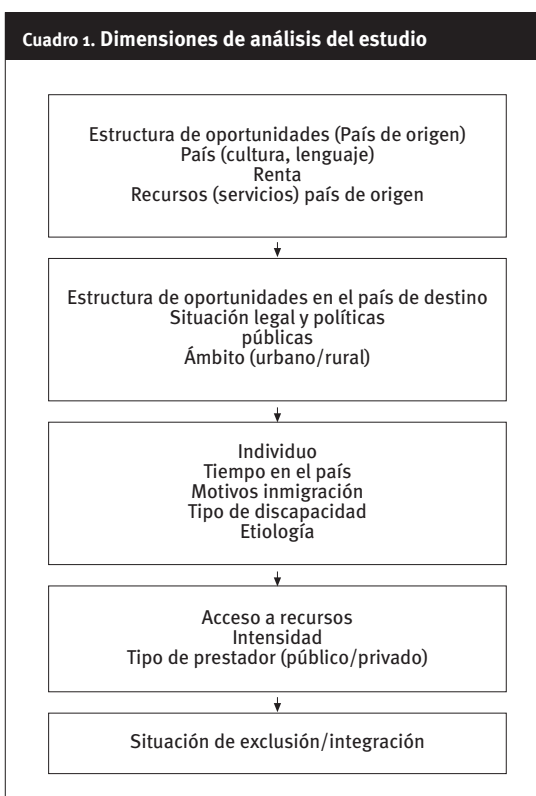 Cuadro 1. Dimensiones de análisis del estudio
Estructura de oportunidades (País de origen)
País (cultura, lenguaje)
Renta
Recursos (servicios) país de origen
Estructura de oportunidades en el país de destino
Situación legal y políticas
públicas
Ámbito (urbano/rural)
Individuo
Tiempo en el país
Motivos inmigración
Tipo de discapacidad
Etiología
Acceso a recursos
Intensidad
Tipo de prestador (público/privado)
Situación de exclusión/integración